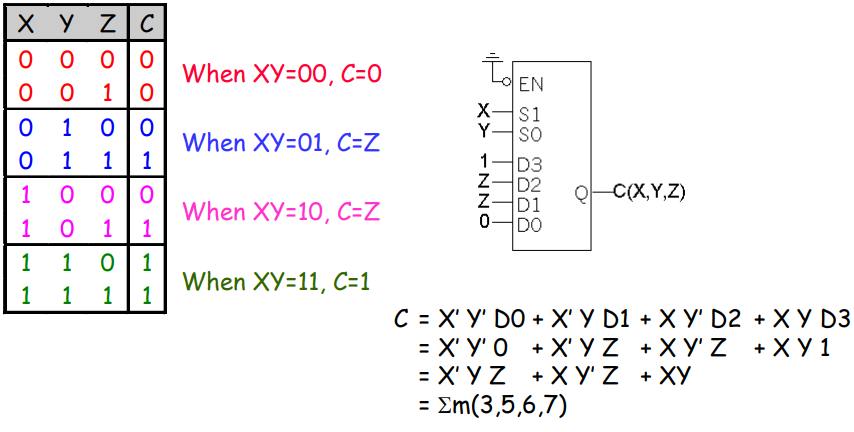 X Y Z C
0 0 0 0
0 0 1 0
0 1 0 0
0 1 1 1
1 0 0 0
1 0 1 1
1 1 0 1
1 1 1 1
When XY=00, C=0
When XY=01, C=Z
When XY=10, C=Z
When XY=11, C=1
EN
X S1
Y S0
1 D3
Z D2
Z D1
0 D0
Q C(X,Y,Z)
C = X' Y' D0 + X' Y D1 + X Y' D2 + X Y D3
= X' Y' 0 + X' Y Z + X Y' Z + X Y 1
= X' Y Z + X Y' Z + XY
= Σm(3,5,6,7)